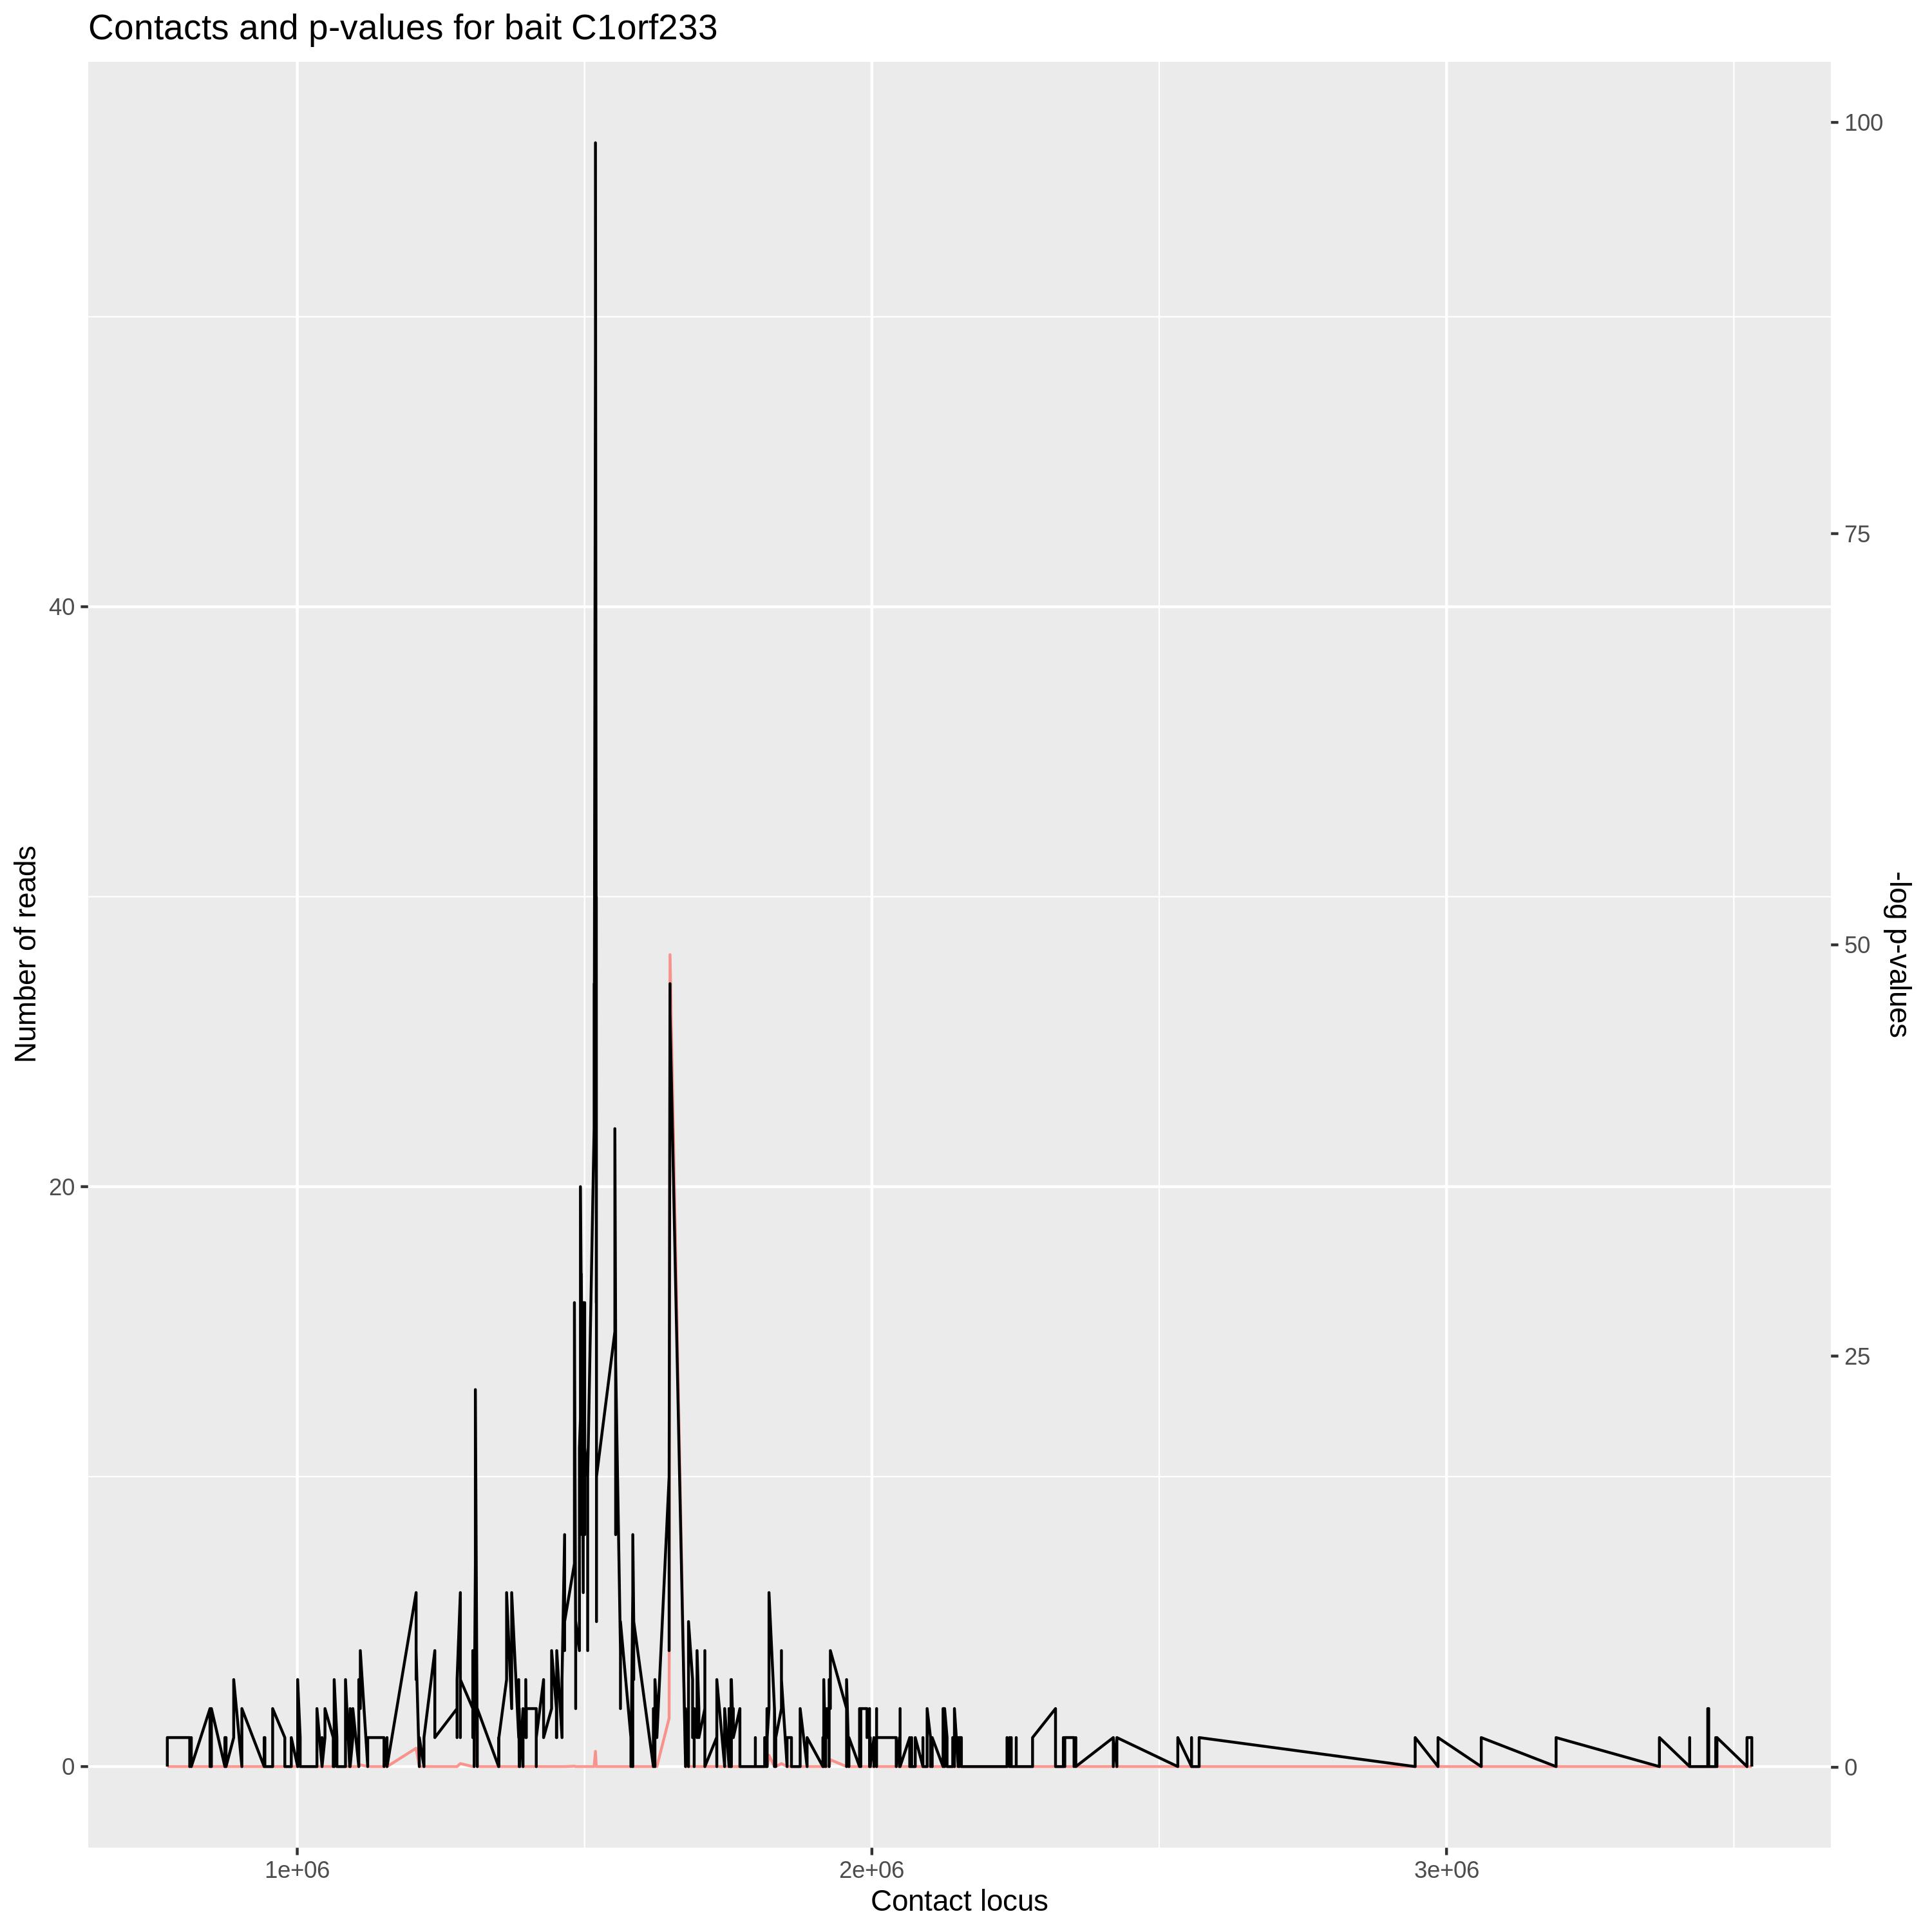 Contacts and p-values for bait C1orf233
Number of reads
40
20
0
100
75
50
25
0
-log p-values
1e+06
2e+06
3e+06
Contact locus